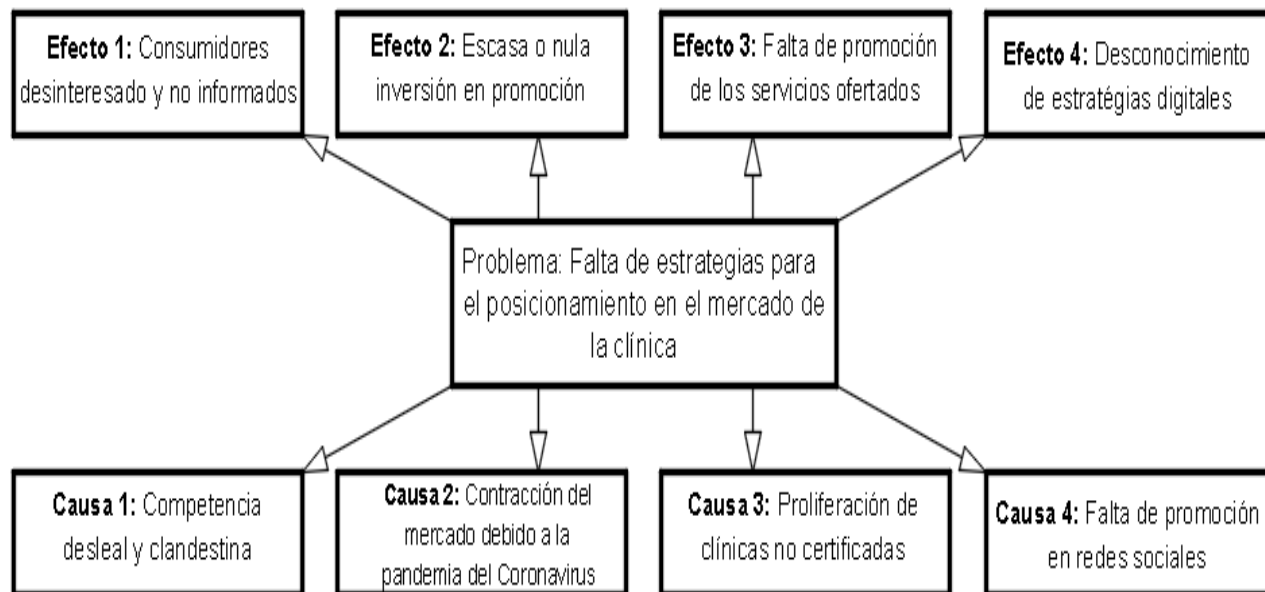 Efecto 1: Consumidores
desinteresado y no informados
Efecto 2: Escasa o nula
inversión en promoción
Efecto 3: Falta de promoción
de los servicios ofertados
Efecto 4: Desconocimiento
de estratégias digitales
Problema: Falta de estrategias para
el posicionamiento en el mercado de
la clínica
Causa 1: Competencia
desleal y clandestina
Causa 2: Contracción del
mercado debido a la
pandemia del Coronavirus
Causa 3: Proliferación de
clínicas no certificadas
Causa 4: Falta de promoción
en redes sociales